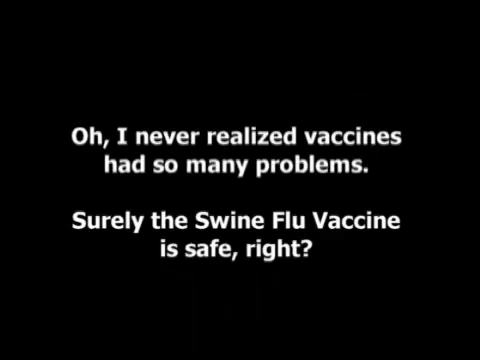 Oh, I never realized vaccines
had so many problems.
Surely the Swine Flu Vaccine
is safe, right?